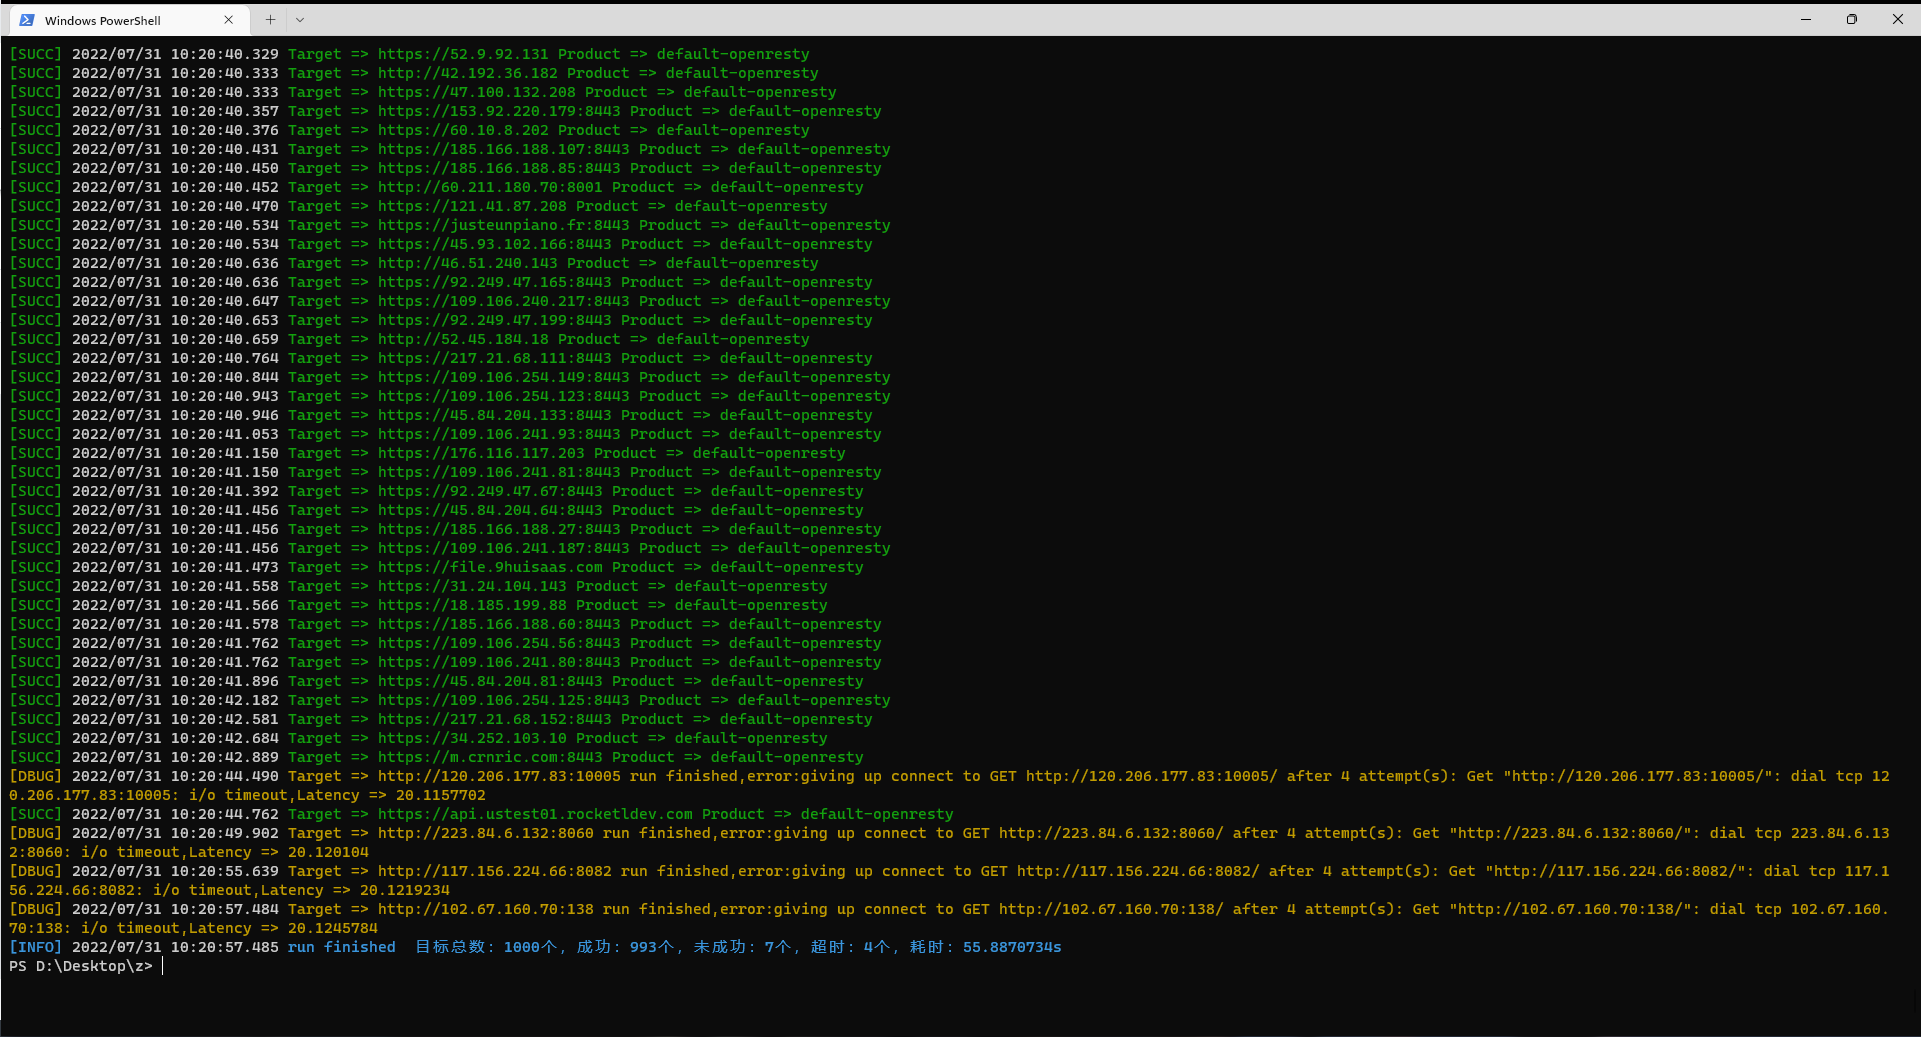 Windows PowerShell
[SUCC] 2022/07/31 10:20:40.329 Target => https://52.9.92.131 Product => default-openresty
[SUCC] 2022/07/31 10:20:40.333 Target => http://42.192.36.182 Product => default-openresty
[SUCC] 2022/07/31 10:20:40.333 Target => https://47.100.132.208 Product => default-openresty
[SUCC] 2022/07/31 10:20:40.357 Target => https://153.92.220.179:8443 Product => default-openresty
[SUCC] 2022/07/31 10:20:40.376 Target => https://60.10.8.202 Product => default-openresty
[SUCC] 2022/07/31 10:20:40.431 Target => https://185.166.188.107:8443 Product => default-openresty
[SUCC] 2022/07/31 10:20:40.450 Target => https://185.166.188.85:8443 Product => default-openresty
[SUCC] 2022/07/31 10:20:40.452 Target => http://60.211.180.70:8001 Product => default-openresty
[SUCC] 2022/07/31 10:20:40.470 Target => https://121.41.87.208 Product => default-openresty
[SUCC] 2022/07/31 10:20:40.534 Target => https://justeunpiano.fr:8443 Product => default-openresty
[SUCC] 2022/07/31 10:20:40.534 Target => https://45.93.102.166:8443 Product => default-openresty
[SUCC] 2022/07/31 10:20:40.636 Target => http://46.51.240.143 Product => default-openresty
[SUCC] 2022/07/31 10:20:40.636 Target => https://92.249.47.165:8443 Product => default-openresty
[SUCC] 2022/07/31 10:20:40.647 Target => https://109.106.240.217:8443 Product => default-openresty
[SUCC] 2022/07/31 10:20:40.653 Target => https://92.249.47.199:8443 Product => default-openresty
[SUCC] 2022/07/31 10:20:40.659 Target => http://52.45.184.18 Product => default-openresty
[SUCC] 2022/07/31 10:20:40.764 Target => https://217.21.68.111:8443 Product => default-openresty
[SUCC] 2022/07/31 10:20:40.844 Target => https://109.106.254.149:8443 Product => default-openresty
[SUCC] 2022/07/31 10:20:40.943 Target => https://109.106.254.123:8443 Product => default-openresty
[SUCC] 2022/07/31 10:20:40.946 Target => https://45.84.204.133:8443 Product => default-openresty
[SUCC] 2022/07/31 10:20:41.053 Target => https://109.106.241.93:8443 Product => default-openresty
[SUCC] 2022/07/31 10:20:41.150 Target => https://176.116.117.203 Product => default-openresty
[SUCC] 2022/07/31 10:20:41.150 Target => https://109.106.241.81:8443 Product => default-openresty
[SUCC] 2022/07/31 10:20:41.392 Target => https://92.249.47.67:8443 Product => default-openresty
[SUCC] 2022/07/31 10:20:41.456 Target => https://45.84.204.64:8443 Product => default-openresty
[SUCC] 2022/07/31 10:20:41.456 Target => https://185.166.188.27:8443 Product => default-openresty
[SUCC] 2022/07/31 10:20:41.456 Target => https://109.106.241.187:8443 Product => default-openresty
[SUCC] 2022/07/31 10:20:41.473 Target => https://file.9huisaas.com Product => default-openresty
[SUCC] 2022/07/31 10:20:41.558 Target => https://31.24.104.143 Product => default-openresty
[SUCC] 2022/07/31 10:20:41.566 Target => https://18.185.199.88 Product => default-openresty
[SUCC] 2022/07/31 10:20:41.578 Target => https://185.166.188.60:8443 Product => default-openresty
[SUCC] 2022/07/31 10:20:41.762 Target => https://109.106.254.56:8443 Product => default-openresty
[SUCC] 2022/07/31 10:20:41.762 Target => https://109.106.241.80:8443 Product => default-openresty
[SUCC] 2022/07/31 10:20:41.896 Target => https://45.84.204.81:8443 Product => default-openresty
[SUCC] 2022/07/31 10:20:42.182 Target => https://109.106.254.125:8443 Product => default-openresty
[SUCC] 2022/07/31 10:20:42.581 Target => https://217.21.68.152:8443 Product => default-openresty
[SUCC] 2022/07/31 10:20:42.684 Target => https://34.252.103.10 Product => default-openresty
[SUCC] 2022/07/31 10:20:42.889 Target => https://m.crnric.com:8443 Product => default-openresty
[DBUG] 2022/07/31 10:20:44.490 Target => http://120.206.177.83:10005 run finished,error:giving up connect to GET http://120.206.177.83:10005/ after 4 attempt(s): Get "http://120.206.177.83:10005/": dial tcp 12
0.206.177.83:10005: i/o timeout,Latency => 20.1157702
[SUCC] 2022/07/31 10:20:44.762 Target => https://api.ustest01.rocketldev.com Product => default-openresty
[DBUG] 2022/07/31 10:20:49.902 Target => http://223.84.6.132:8060 run finished,error:giving up connect to GET http://223.84.6.132:8060/ after 4 attempt(s): Get "http://223.84.6.132:8060/": dial tcp 223.84.6.13
2:8060: i/o timeout,Latency => 20.120104
[DBUG] 2022/07/31 10:20:55.639 Target => http://117.156.224.66:8082 run finished,error:giving up connect to GET http://117.156.224.66:8082/ after 4 attempt(s): Get "http://117.156.224.66:8082/": dial tcp 117.1
56.224.66:8082: i/o timeout,Latency => 20.1219234
[DBUG] 2022/07/31 10:20:57.484 Target => http://102.67.160.70:138 run finished,error:giving up connect to GET http://102.67.160.70:138/ after 4 attempt(s): Get "http://102.67.160.70:138/": dial tcp 102.67.160.
70:138: i/o timeout,Latency => 20.1245784
[INFO] 2022/07/31 10:20:57.485 run finished  目标总数: 1000个, 成功: 993个, 未成功: 7个, 超时: 4个, 耗时: 55.8870734s
PS D:\Desktop\z>